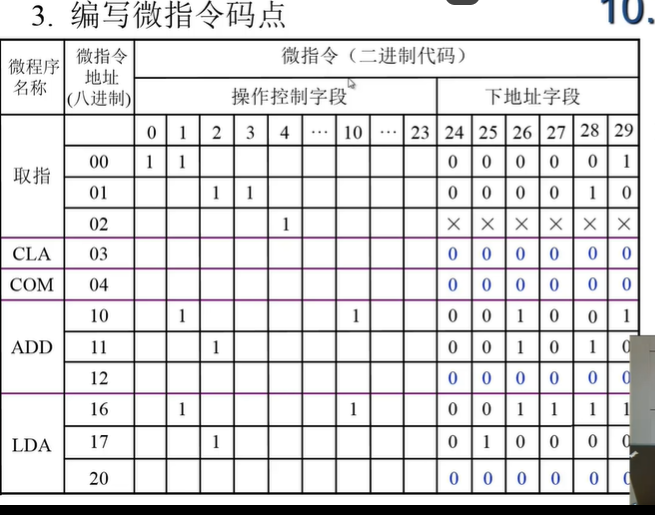 3. 编写微指令码点
10.
微程序名称 微指令地址(八进制) 微指令（二进制代码）
操作控制字段 下地址字段
0 1 2 3 4 … 10 … 23 24 25 26 27 28 29
取指 00 1 1 0 0 0 0 0 1
01 1 1 0 0 0 0 1 0
02 1 × × × × × ×
CLA 03 0 0 0 0 0 0
COM 04 0 0 0 0 0 0
ADD 10 1 1 0 0 1 0 0 1
11 1 0 0 1 0 1 0
12 0 0 0 0 0 0
LDA 16 1 1 0 0 1 1 1 1
17 1 0 1 0 0 0 0
20 0 0 0 0 0 0